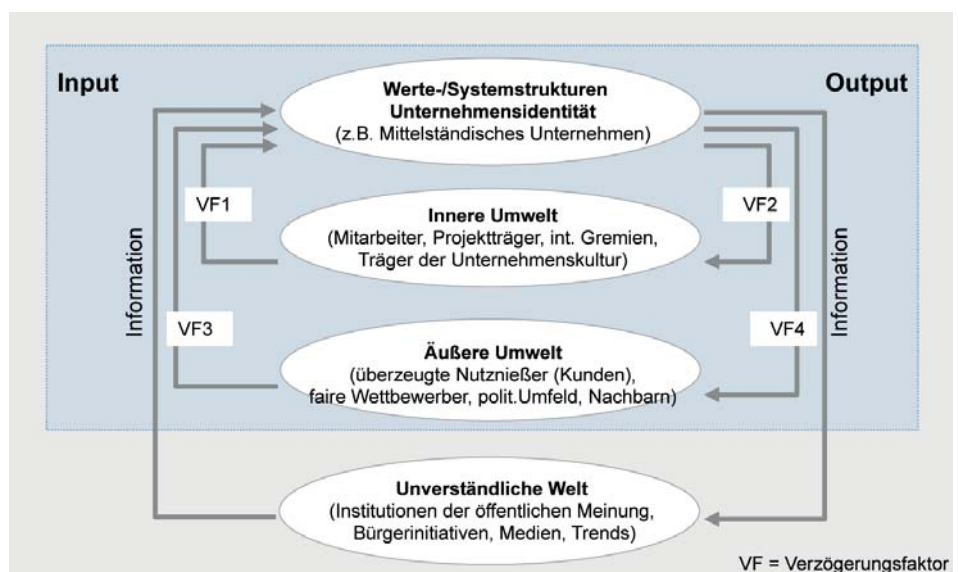 Input
Output
Werte-/Systemstrukturen
Unternehmensidentität
(z.B. Mittelständisches Unternehmen)
VF1
VF2
Innere Umwelt
(Mitarbeiter, Projektträger, int. Gremien,
Träger der Unternehmenskultur)
Information
Information
VF3
VF4
Äußere Umwelt
(überzeugte Nutznießer (Kunden),
faire Wettbewerber, polit.Umfeld, Nachbarn)
Unverständliche Welt
(Institutionen der öffentlichen Meinung,
Bürgerinitiativen, Medien, Trends)
VF = Verzögerungsfaktor